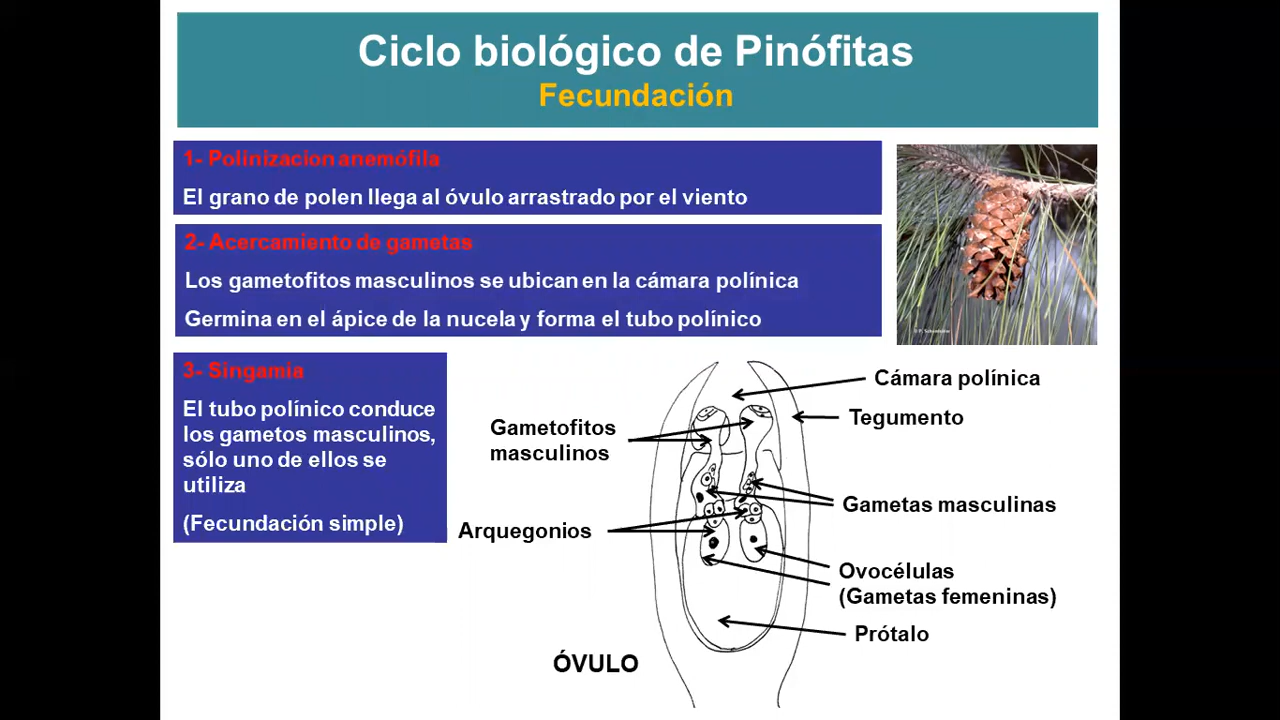 Ciclo biológico de Pinófitas
Fecundación
1- Polinizacion anemófila
El grano de polen llega al óvulo arrastrado por el viento
2- Acercamiento de gametas
Los gametofitos masculinos se ubican en la cámara polínica
Germina en el ápice de la nucela y forma el tubo polínico
3- Singamia
El tubo polínico conduce
los gametos masculinos,
sólo uno de ellos se
utiliza
(Fecundación simple)
Cámara polínica
Tegumento
Gametofitos
masculinos
Gametas masculinas
Arquegonios
Ovocélulas
(Gametas femeninas)
Prótalo
ÓVULO